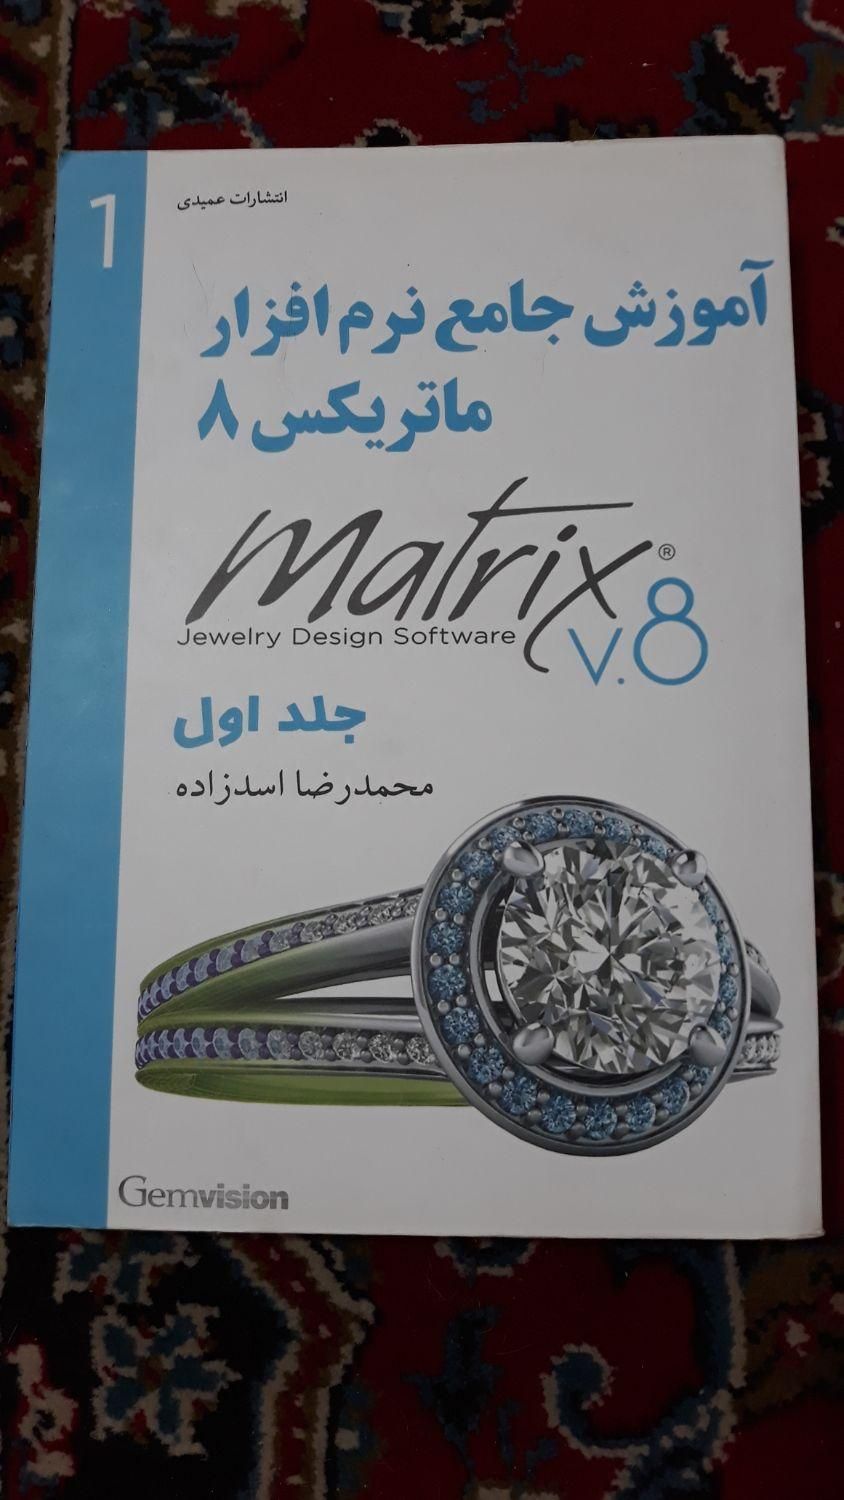 1
انتشارات عمیدی
آموزش جامع نرم افزار
ماتریکس ۸
matrix®
Jewelry Design Software
v.8
جلد اول
محمدرضا اسدزاده
Gemvision